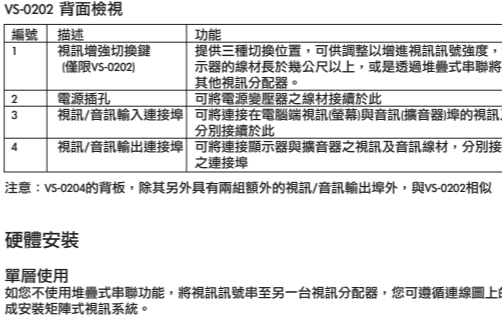 VS-0202 背面檢視
編號 描述 功能
1 視訊增強切換鍵 提供三種切換位置，可供調整以增進視訊訊號強度，
(僅限VS-0202) 示器的線材長於幾公尺以上，或是透過堆疊式串聯將
其他視訊分配器。
2 電源插孔 可將電源變壓器之線材接續於此
3 視訊/音訊輸入連接埠 可將連接在電腦端視訊(螢幕)與音訊(擴音器)埠的視訊
分別接續於此
4 視訊/音訊輸出連接埠 可將連接顯示器與擴音器之視訊及音訊線材，分別接
之連接埠
注意：VS-0204的背板，除其另外具有兩組額外的視訊/音訊輸出埠外，與VS-0202相似
硬體安裝
單層使用
如您不使用堆疊式串聯功能，將視訊訊號串至另一台視訊分配器，您可遵循連線圖上
成安裝矩陣式視訊系統。